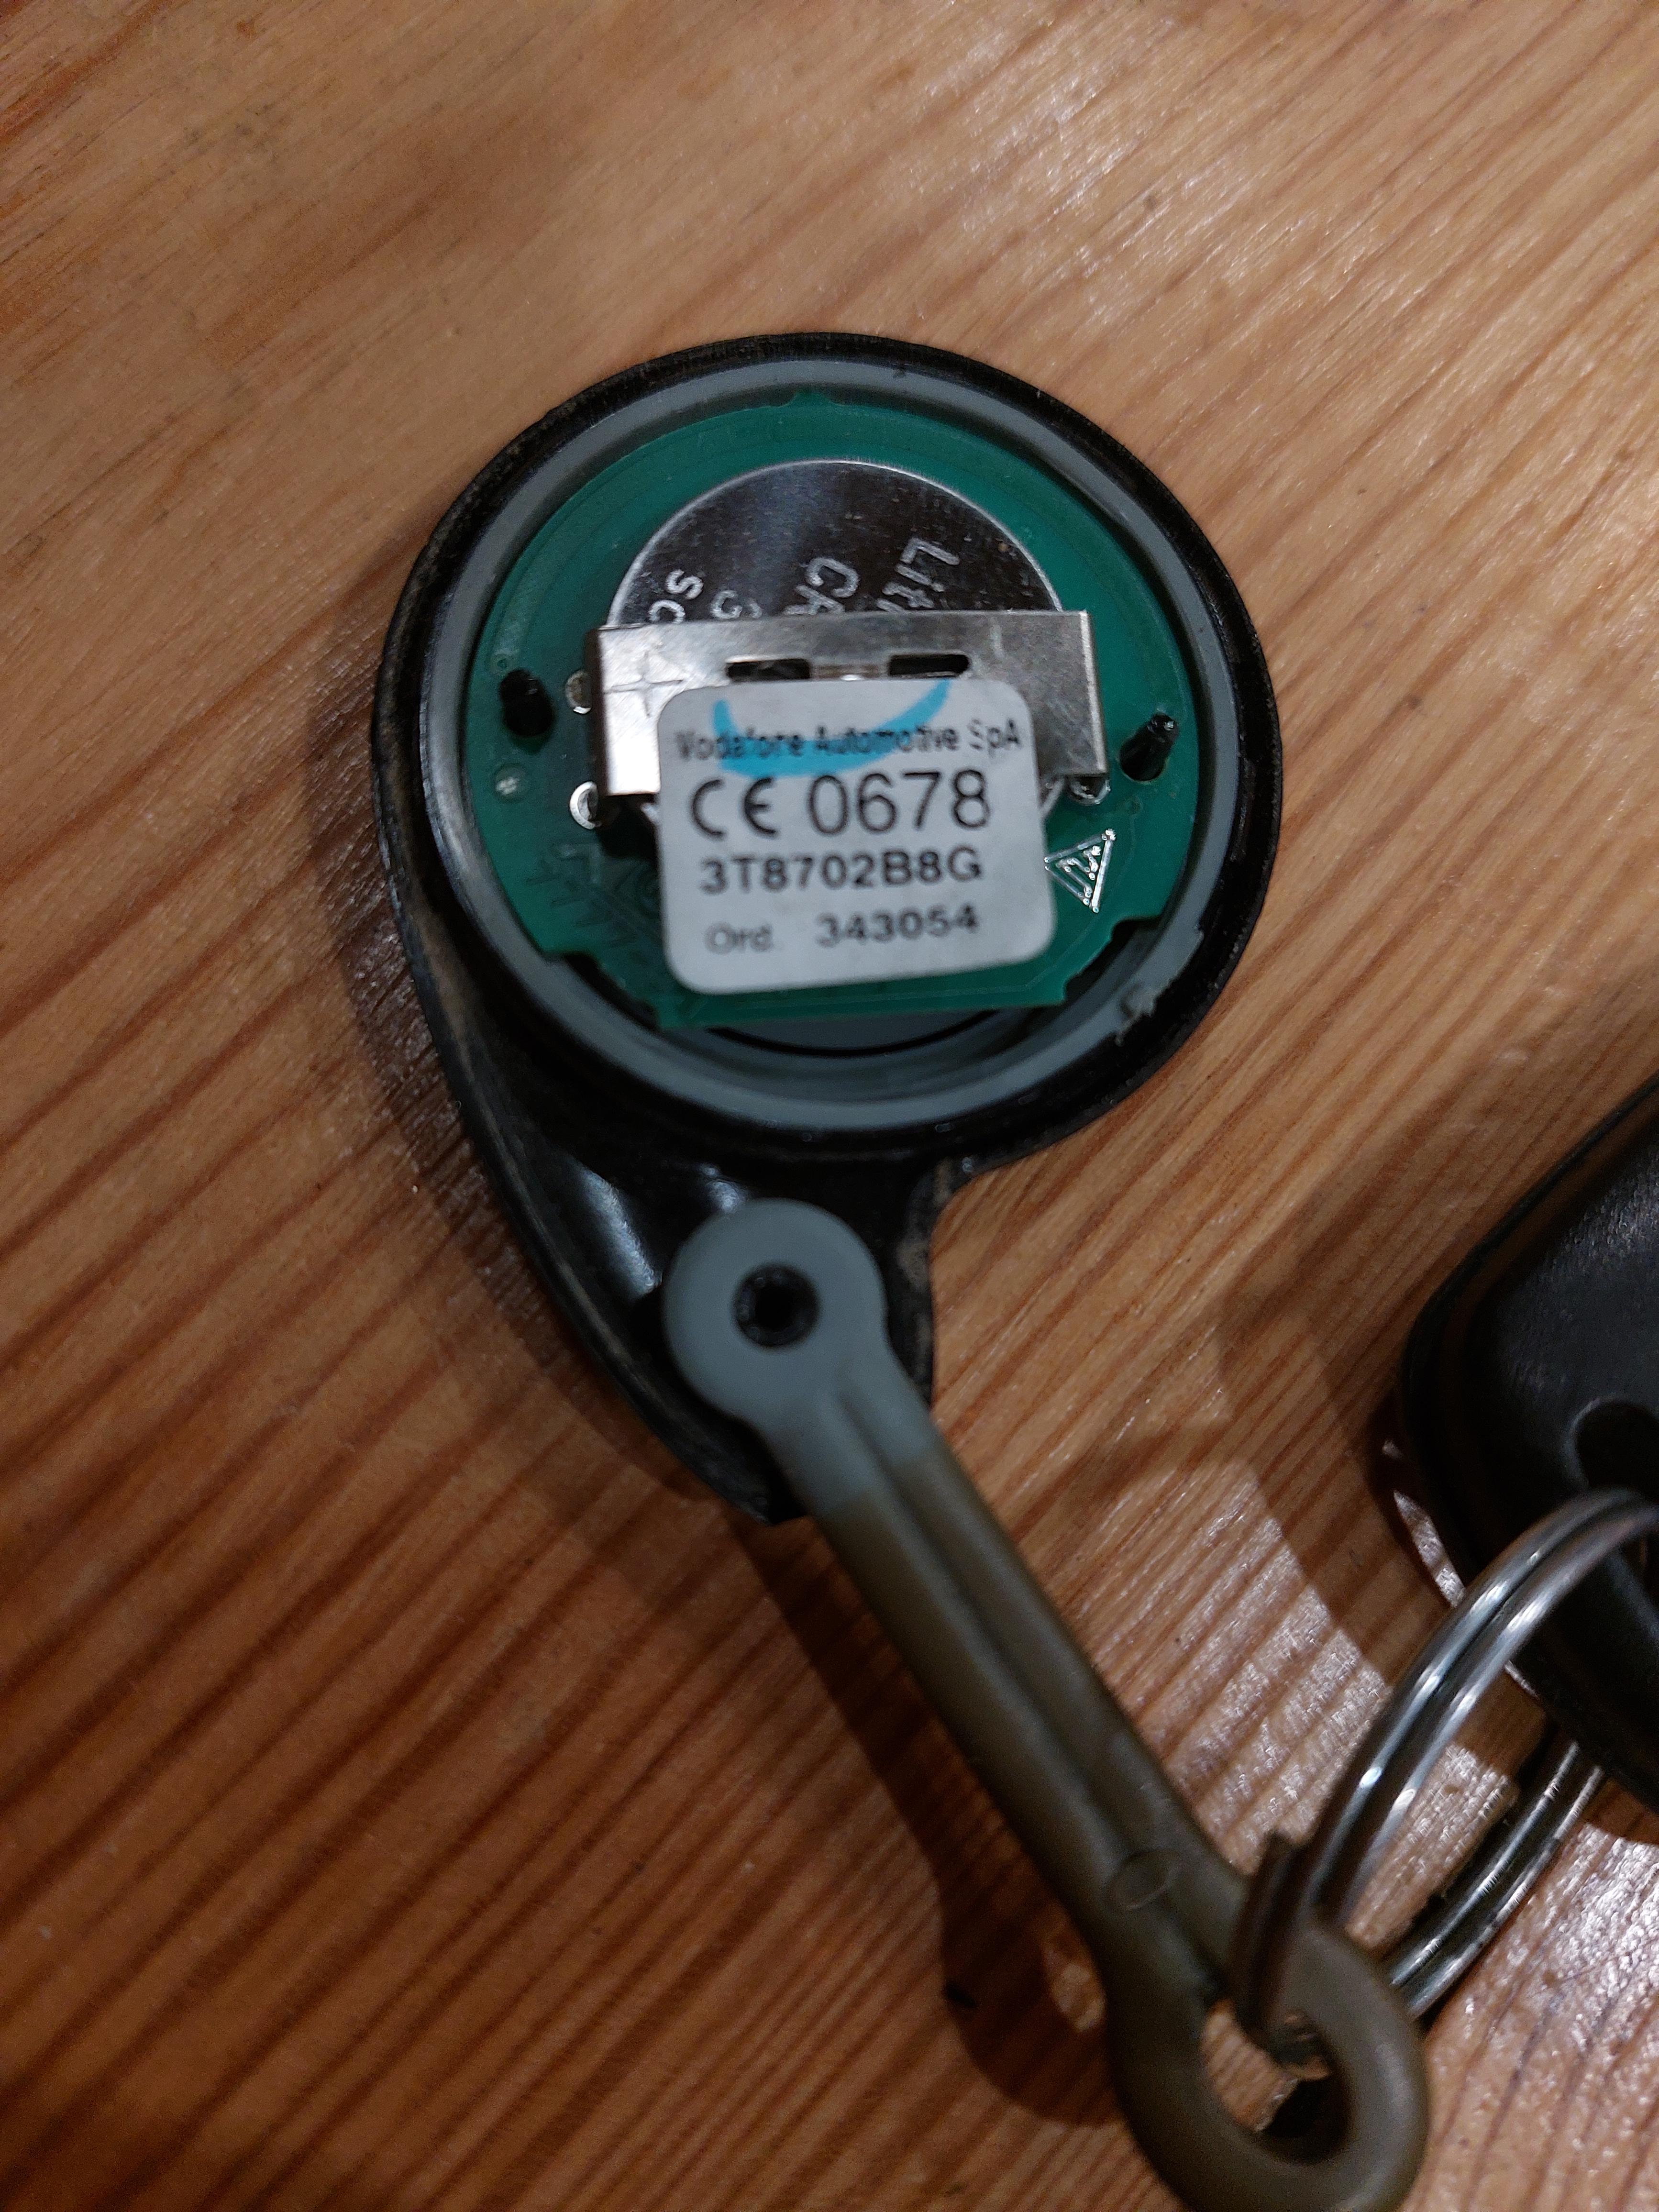 +
Vodafone Automotive SpA
CE 0678
3T8702B8G
Ord. 343054